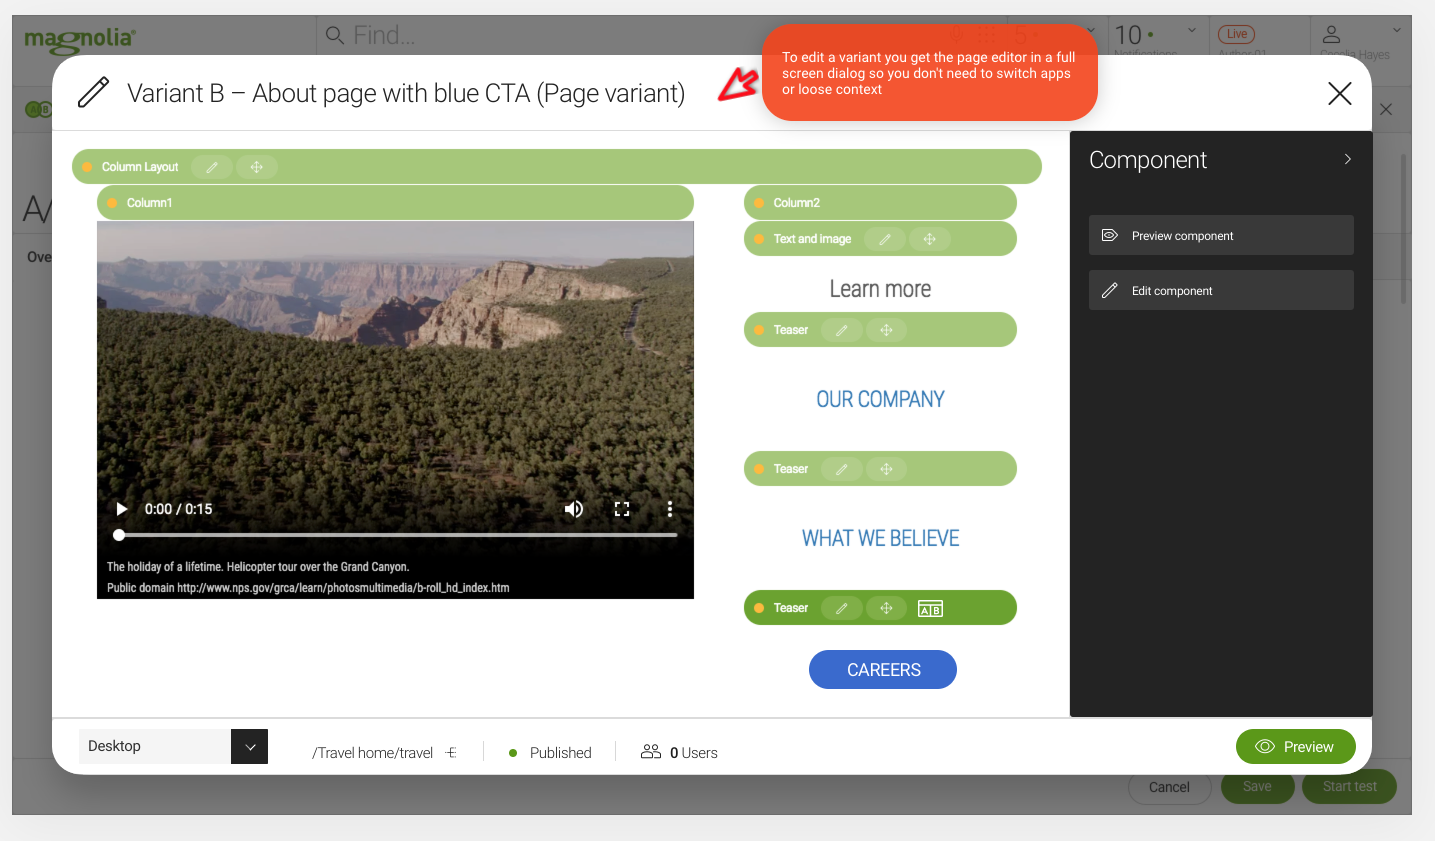 magnolia
Find...
5
10
Notifications
Live
Author 01
Cecelia Hayes
To edit a variant you get the page editor in a full
screen dialog so you don't need to switch apps
or loose context
Variant B – About page with blue CTA (Page variant)
A B
A/
Ove
Column Layout
Column1
Column2
Text and image
Learn more
Teaser
OUR COMPANY
Teaser
WHAT WE BELIEVE
Teaser
A B
CAREERS
0:00 / 0:15
The holiday of a lifetime. Helicopter tour over the Grand Canyon.
Public domain http://www.nps.gov/grca/learn/photosmultimedia/b-roll_hd_index.htm
Component
Preview component
Edit component
Desktop
/Travel home/travel
Published
0 Users
Preview
Cancel
Save
Start test